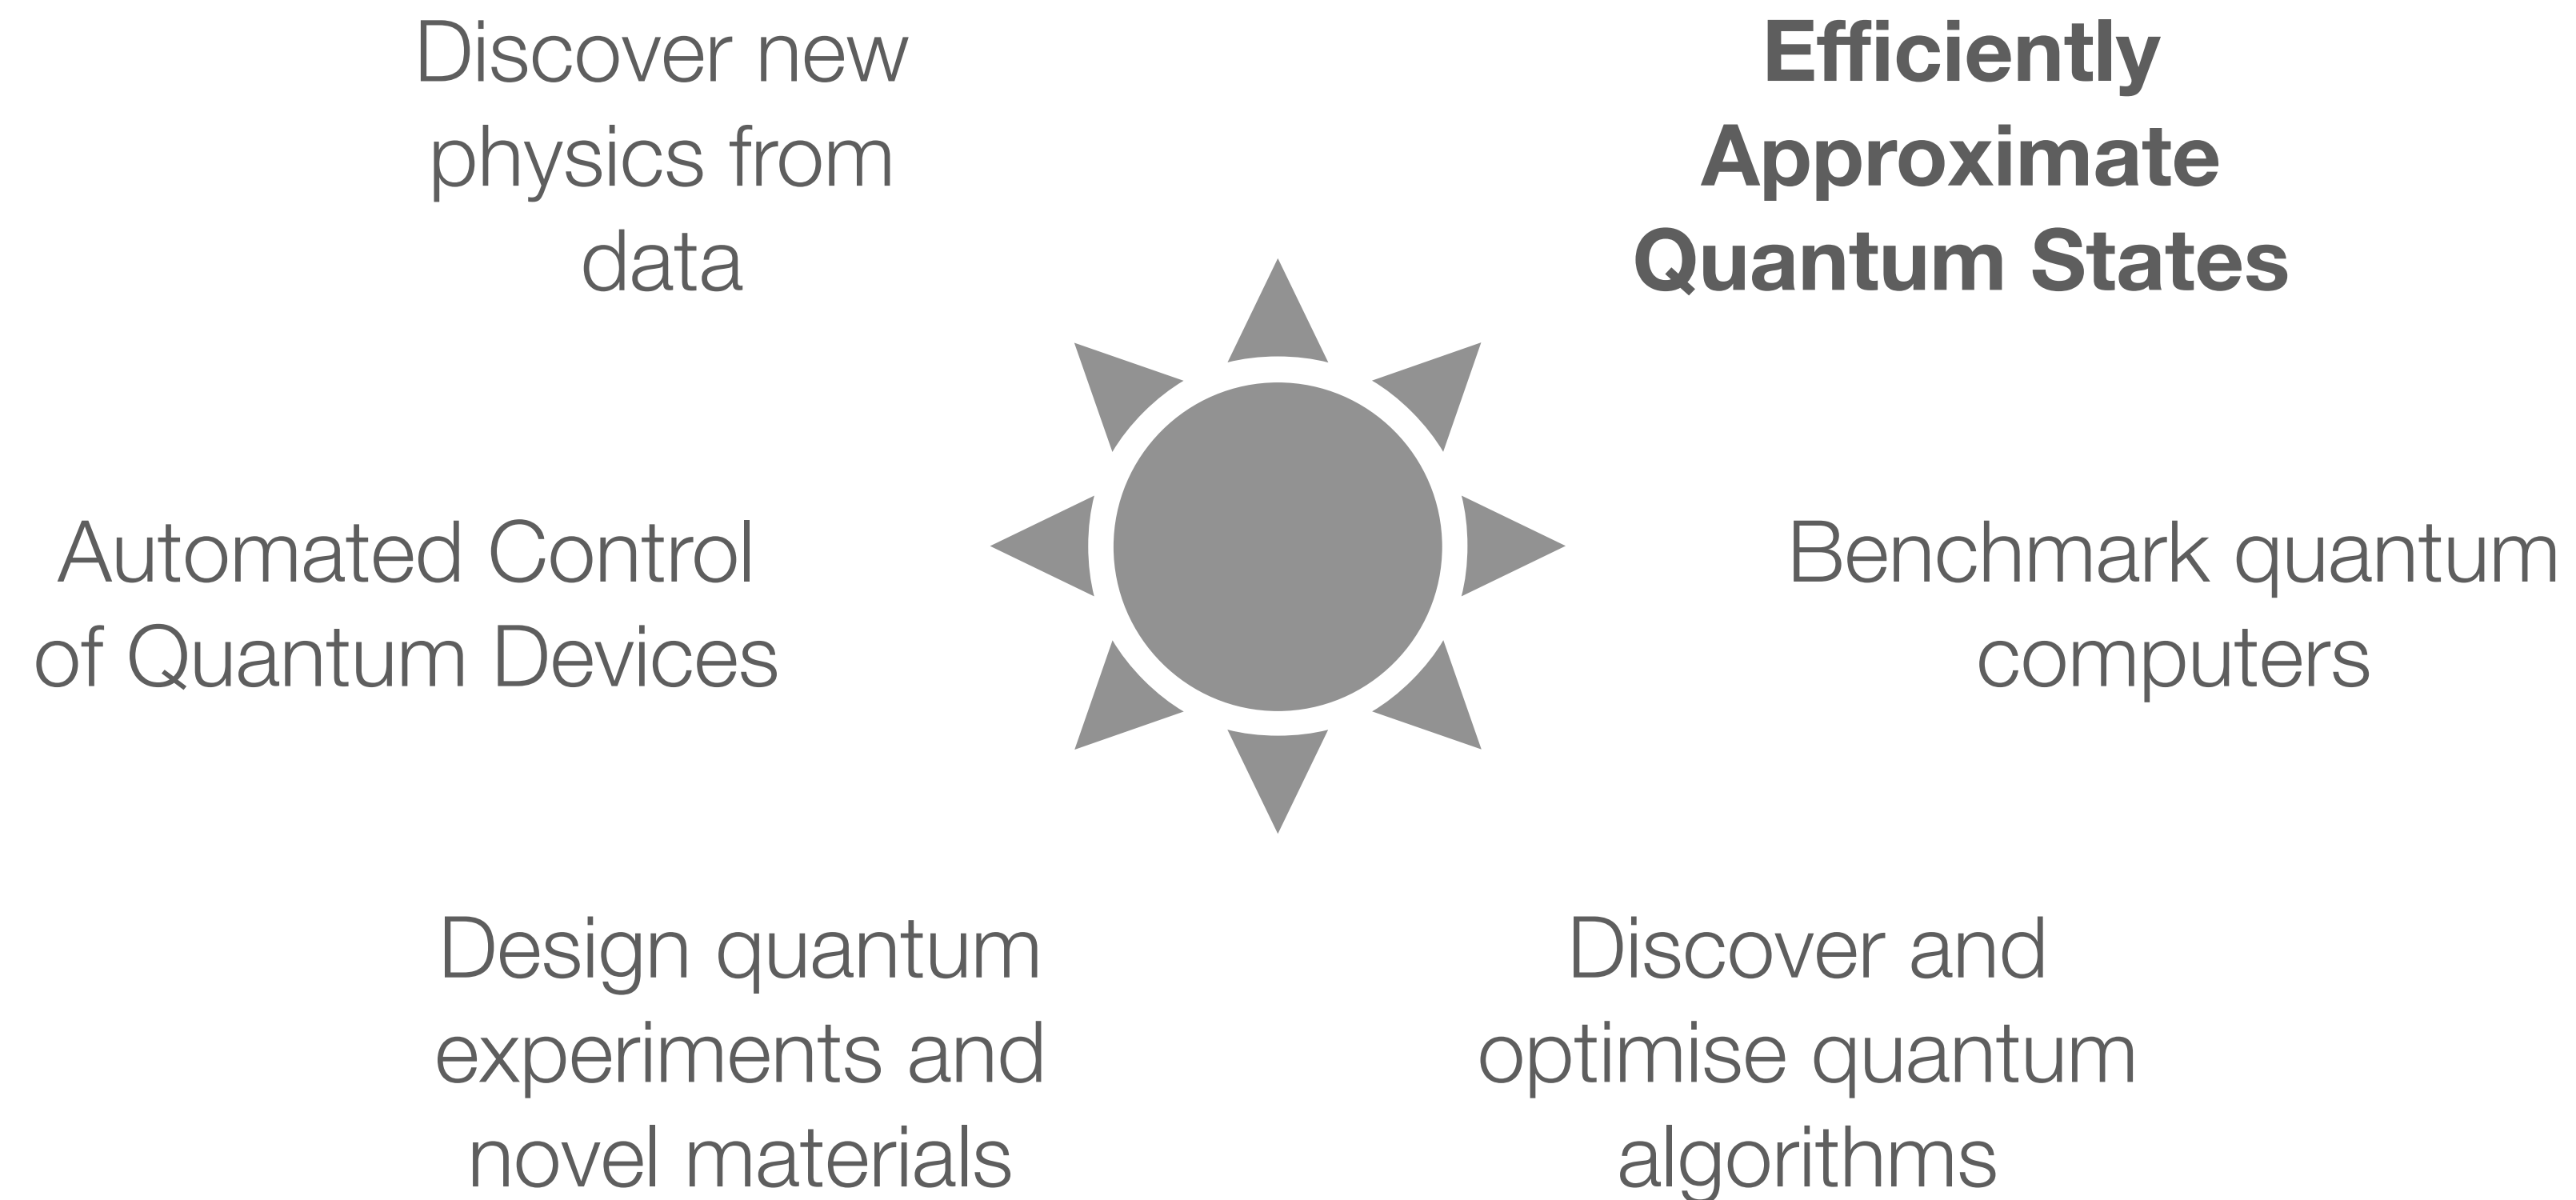 Discover new
physics from
data
Efficiently
Approximate
Quantum States
Automated Control
of Quantum Devices
Benchmark quantum
computers
Design quantum
experiments and
novel materials
Discover and
optimise quantum
algorithms